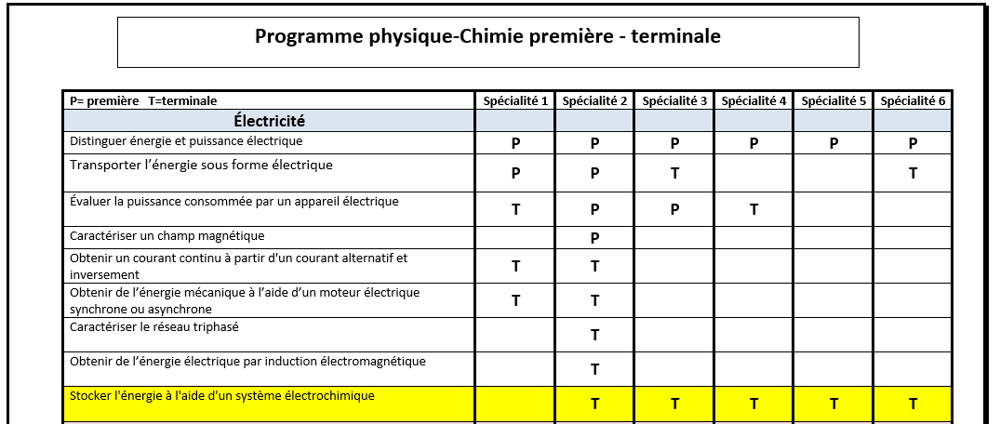 Programme physique-Chimie première - terminale
P= première T=terminale Spécialité 1 Spécialité 2 Spécialité 3 Spécialité 4 Spécialité 5 Spécialité 6
Électricité
Distinguer énergie et puissance électrique P P P P P P
Transporter l’énergie sous forme électrique P P T T
Évaluer la puissance consommée par un appareil électrique T P P T
Caractériser un champ magnétique P
Obtenir un courant continu à partir d'un courant alternatif et
inversement T T
Obtenir de l’énergie mécanique à l’aide d’un moteur électrique
synchrone ou asynchrone T T
Caractériser le réseau triphasé T
Obtenir de l’énergie électrique par induction électromagnétique T
Stocker l'énergie à l'aide d'un système électrochimique T T T T T